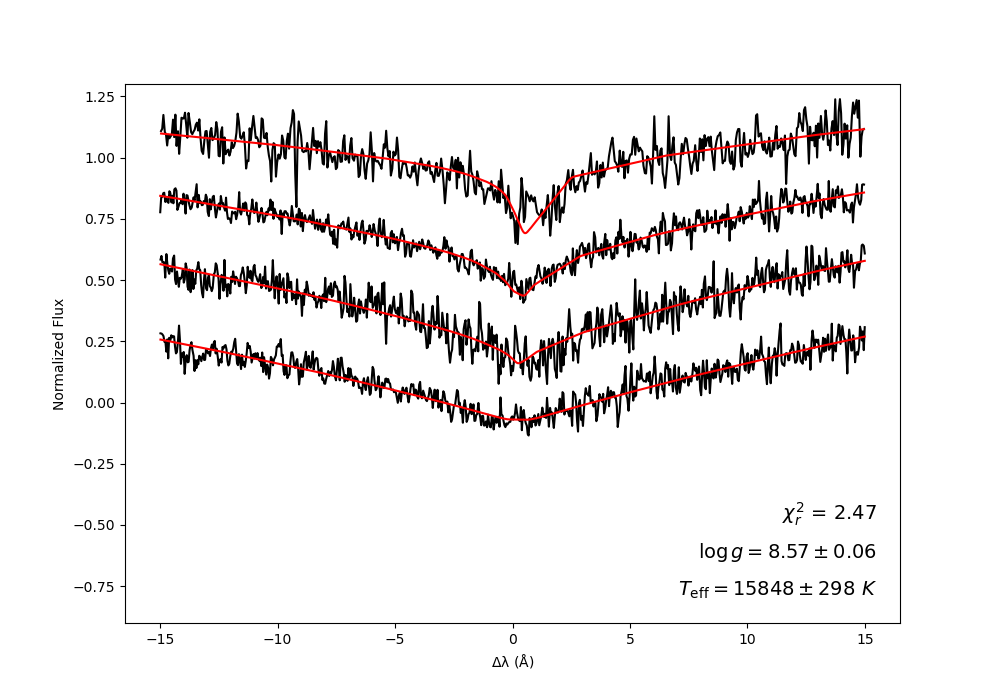 1.25
1.00
0.75
0.50
0.25
0.00
−0.25
−0.50
−0.75
Normalized Flux
χ²ᵣ = 2.47
log g = 8.57 ± 0.06
T_eff = 15848 ± 298 K
−15 −10 −5 0 5 10 15
Δλ (Å)